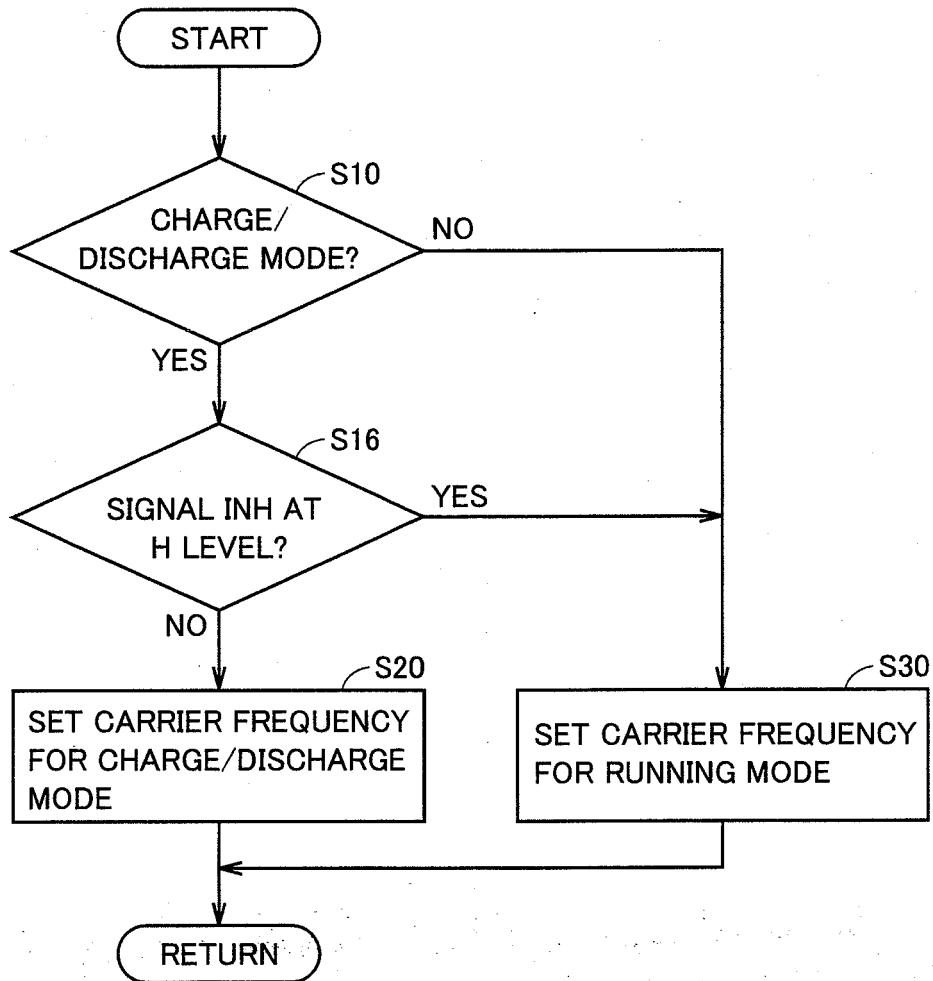 START
S10
CHARGE/
DISCHARGE MODE?
NO
YES
S16
SIGNAL INH AT
H LEVEL?
YES
NO
S20
SET CARRIER FREQUENCY
FOR CHARGE/DISCHARGE
MODE
S30
SET CARRIER FREQUENCY
FOR RUNNING MODE
RETURN